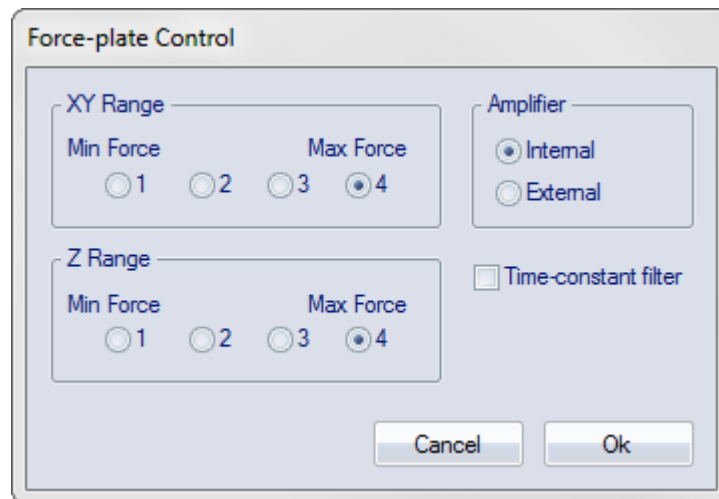 Force-plate Control
XY Range
Min Force Max Force
1 2 3 4
Amplifier
Internal
External
Z Range
Min Force Max Force
1 2 3 4
Time-constant filter
Cancel Ok